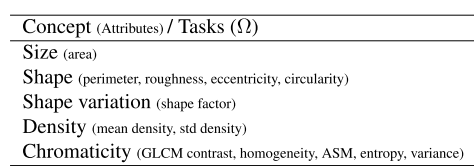 Concept (Attributes) / Tasks (Ω)
Size (area)
Shape (perimeter, roughness, eccentricity, circularity)
Shape variation (shape factor)
Density (mean density, std density)
Chromaticity (GLCM contrast, homogeneity, ASM, entropy, variance)